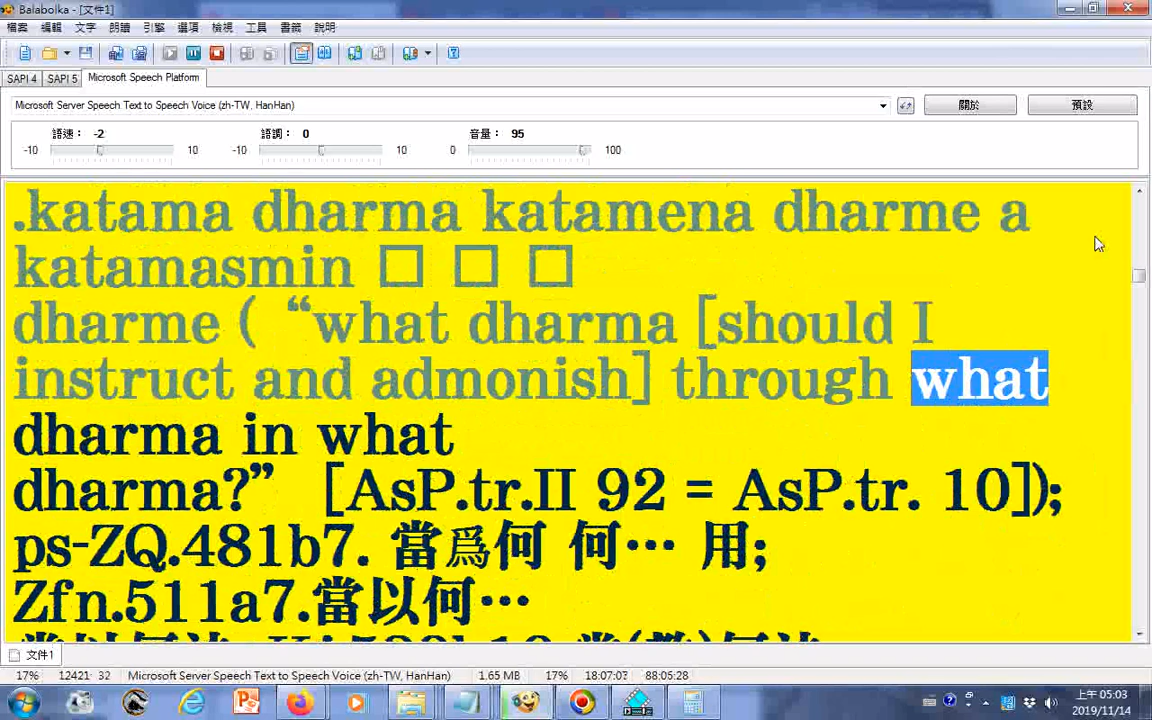 Balabolka - [文件1]
檔案 編輯 文字 朗讀 引擎 選項 檢視 工具 書籤 說明
SAPI 4 SAPI 5 Microsoft Speech Platform
Microsoft Server Speech Text to Speech Voice (zh-TW, HanHan) 關於 預設
語速： -2 語調： 0 音量： 95
-10 10 -10 10 0 100
.katama dharma katamena dharme a
katamasmin □ □ □
dharme (“what dharma [should I
instruct and admonish] through what
dharma in what
dharma?” [AsP.tr.II 92 = AsP.tr. 10]);
ps-ZQ.481b7. 當爲何 何… 用;
Zfn.511a7.當以何…
文件1
17% 12421: 32 Microsoft Server Speech Text to Speech Voice (zh-TW, HanHan) 1.65 MB 17% 18:07:03 88:05:28
上午 05:03
2019/11/14